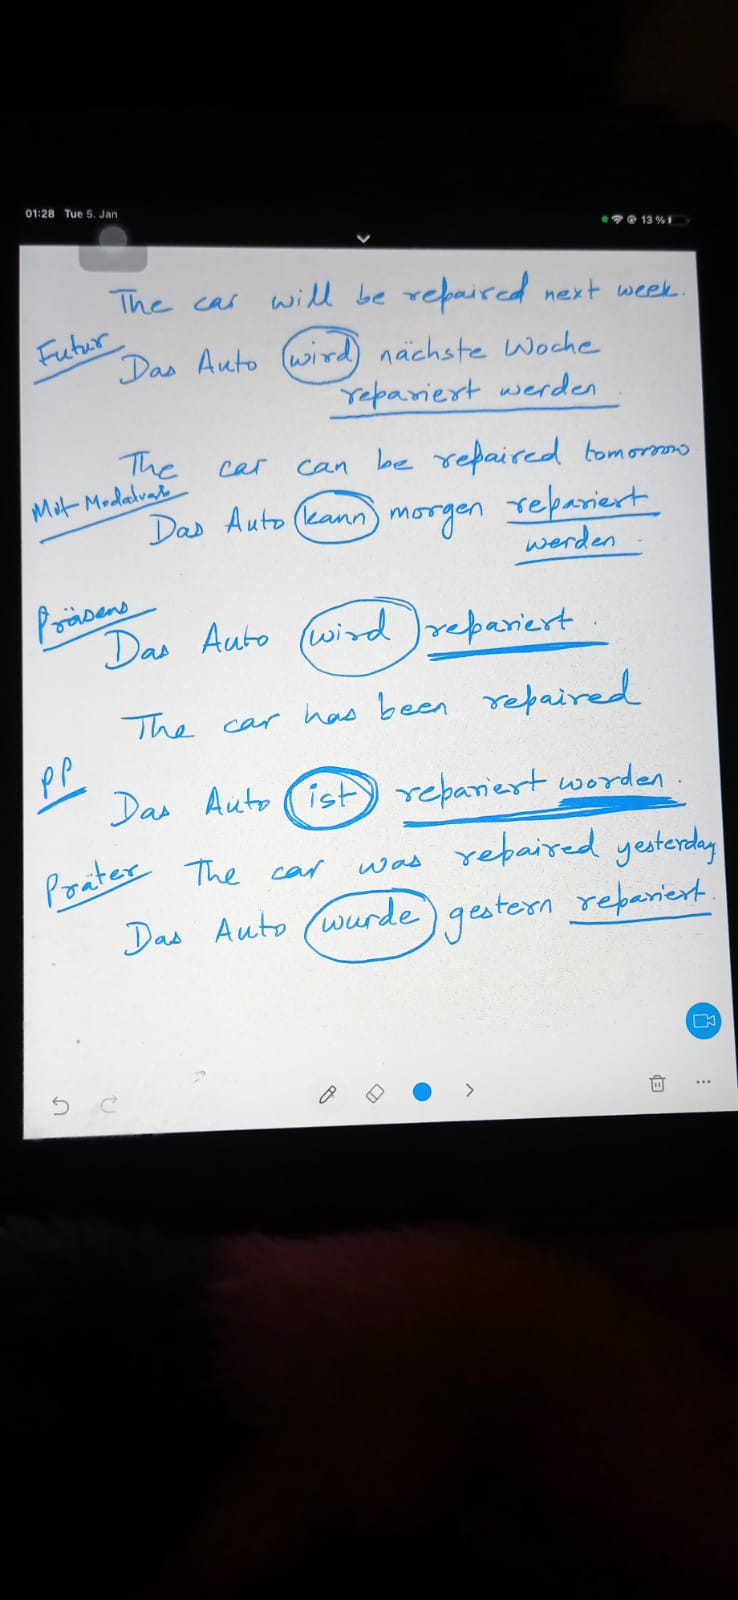 01:28 Tue 5. Jan
13 %
The car will be repaired next week.
Futur
Das Auto wird nächste Woche
repariert werden.
The car can be repaired tomorrow
Mit Modalverb
Das Auto kann morgen repariert
werden.
Präsens
Das Auto wird repariert.
The car has been repaired
PP
Das Auto ist repariert worden.
Präter The car was repaired yesterday
Das Auto wurde gestern repariert.